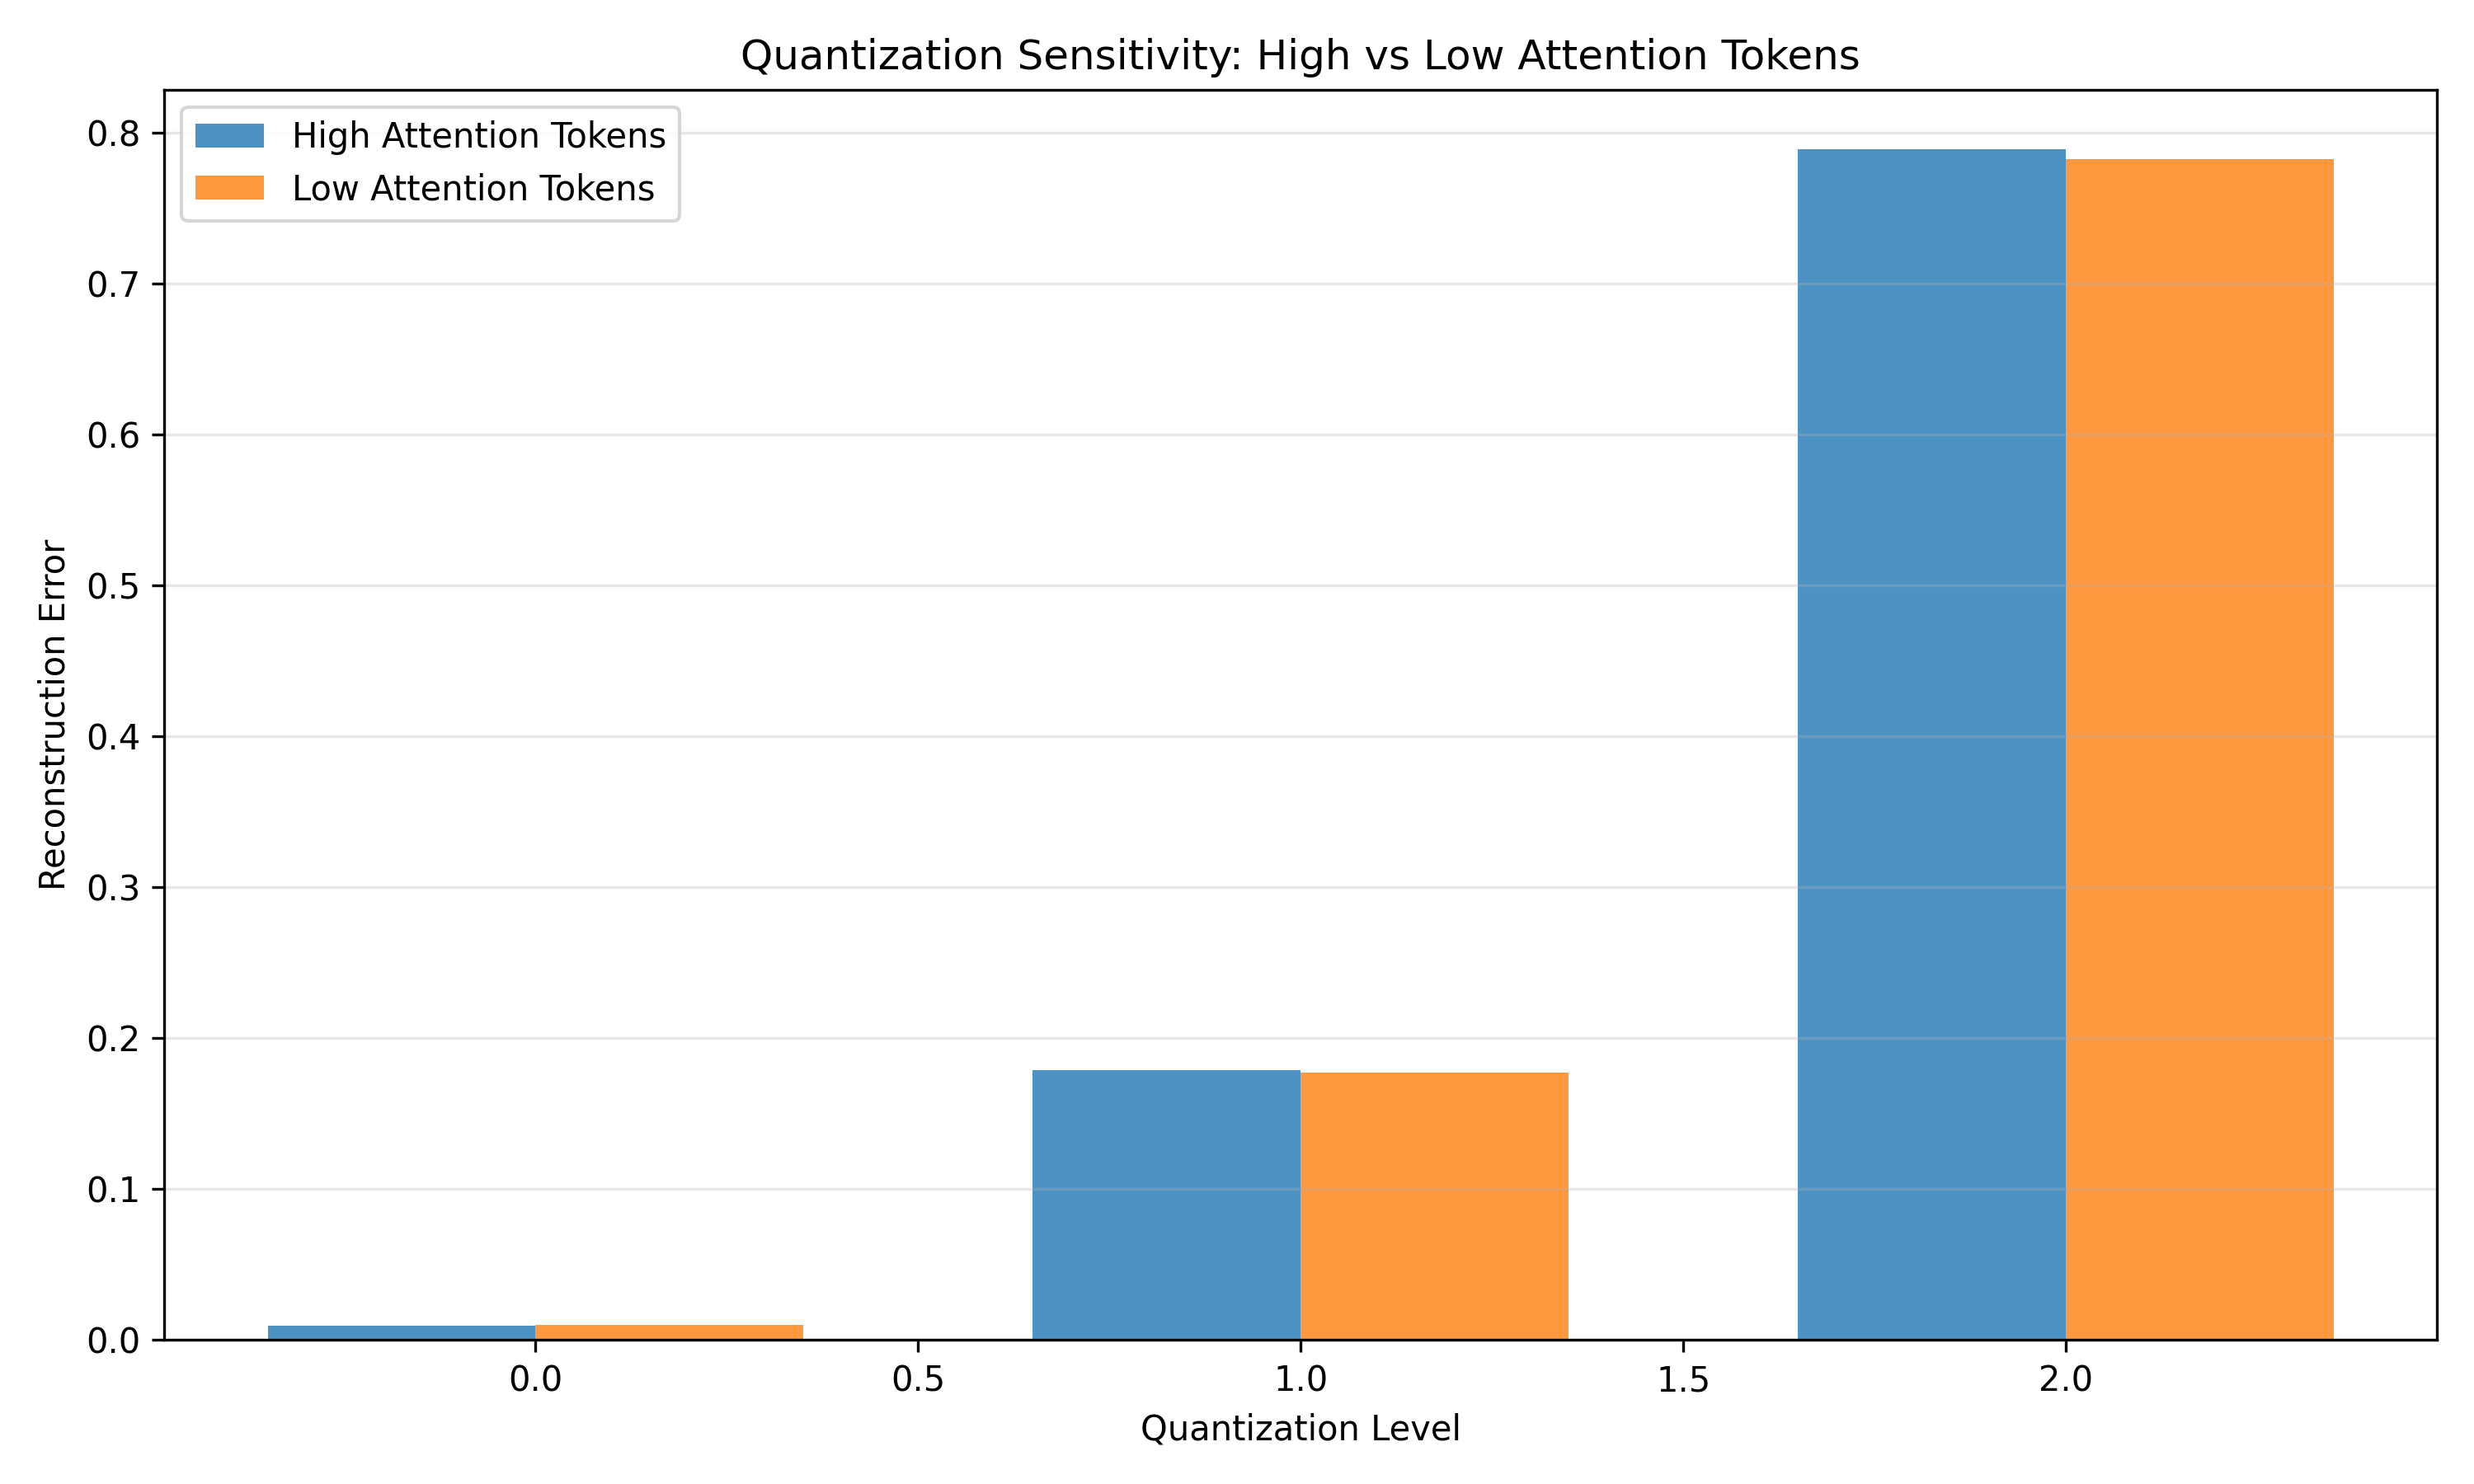 Quantization Sensitivity: High vs Low Attention Tokens
High Attention Tokens
Low Attention Tokens
0.8
0.7
0.6
0.5
0.4
0.3
0.2
0.1
0.0
Reconstruction Error
0.0 0.5 1.0 1.5 2.0
Quantization Level